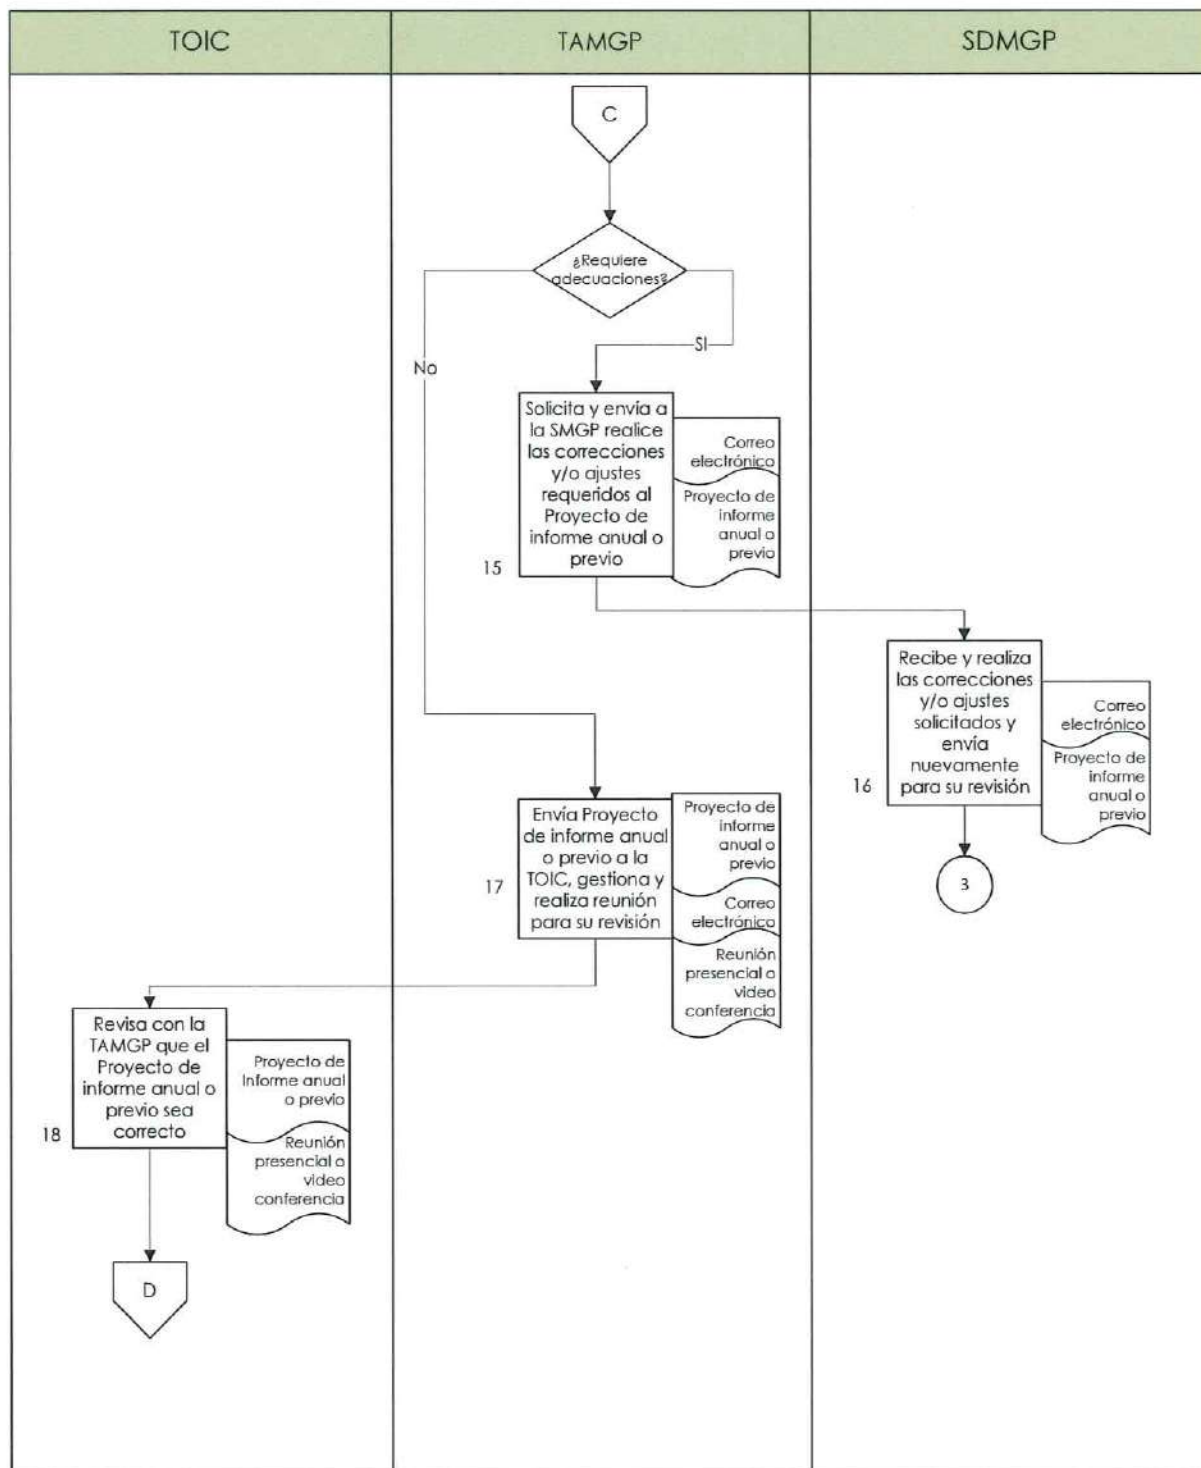 TOIC
TAMGP
SDMGP
C
¿Requiere
adecuaciones?
No
SI
Solicita y envía a
la SMGP realice
las correcciones
y/o ajustes
requeridos al
Proyecto de
informe anual o
previo
15
Correo
electrónico
Proyecto de
informe
anual o
previo
Recibe y realiza
las correcciones
y/o ajustes
solicitados y
envía
nuevamente
para su revisión
16
Correo
electrónico
Proyecto de
informe
anual o
previo
3
Envía Proyecto
de informe anual
o previo a la
TOIC, gestiona y
realiza reunión
para su revisión
17
Proyecto de
informe
anual o
previo
Correo
electrónico
Reunión
presencial o
video
conferencia
Revisa con la
TAMGP que el
Proyecto de
informe anual o
previo sea
correcto
18
Proyecto de
Informe anual
o previo
Reunión
presencial o
video
conferencia
D